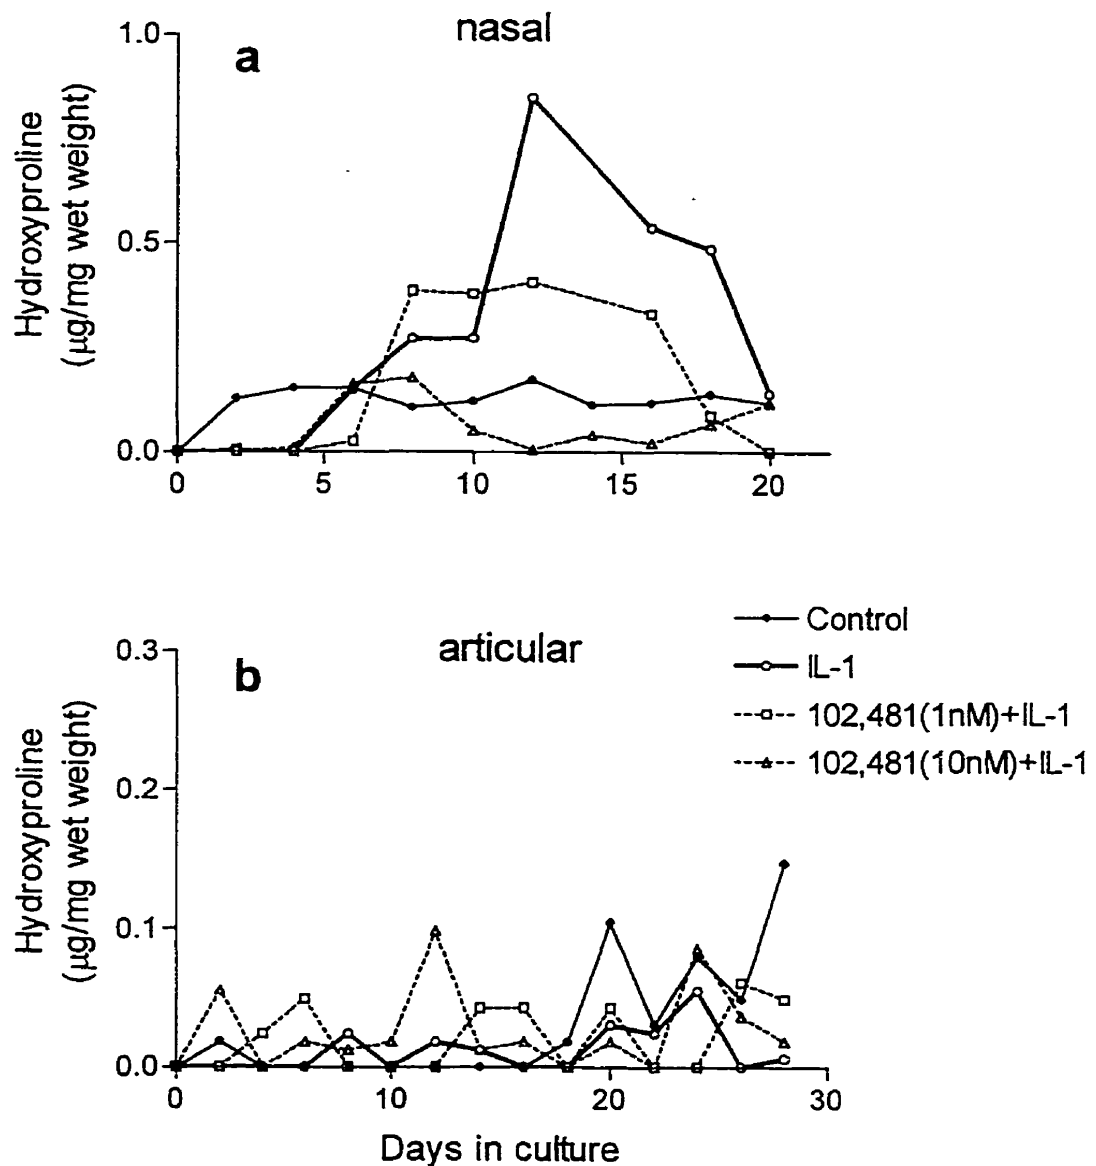 nasal
a
Hydroxyproline
(µg/mg wet weight)
1.0
0.5
0.0
0 5 10 15 20
articular
b
Control
IL-1
102,481(1nM)+IL-1
102,481(10nM)+IL-1
Hydroxyproline
(µg/mg wet weight)
0.3
0.2
0.1
0.0
0 10 20 30
Days in culture